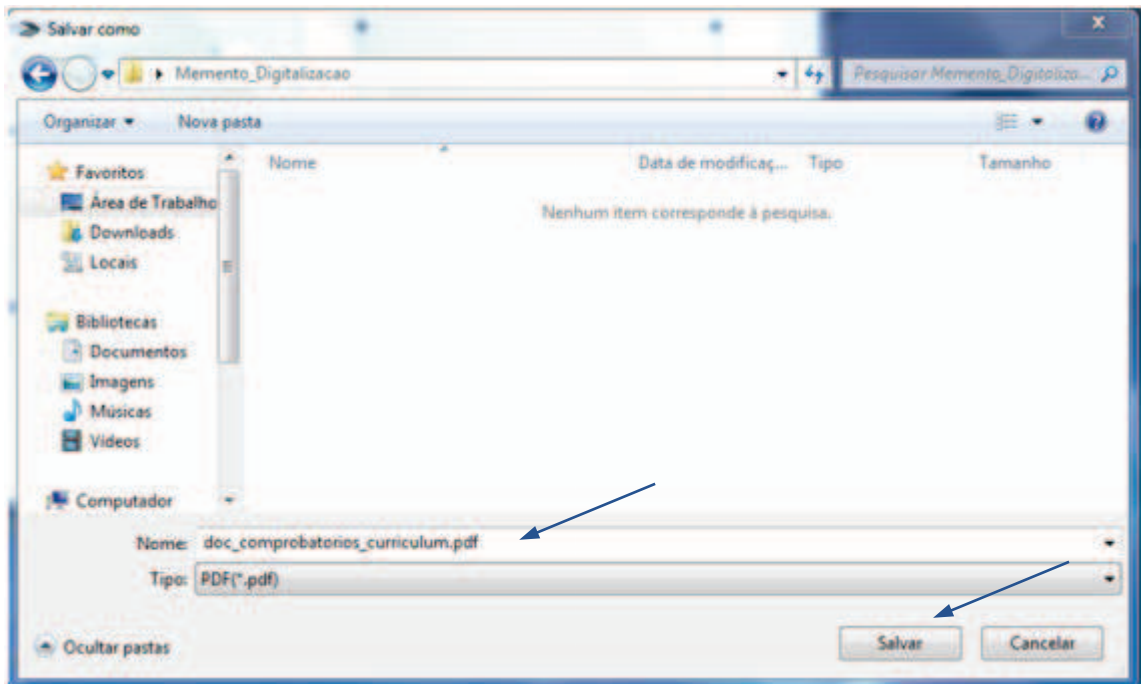 Salvar como
Memento_Digitalizacao
Pesquisar Memento_Digitaliza...
Organizar
Nova pasta
Nome
Data de modificaç...
Tipo
Tamanho
Nenhum item corresponde à pesquisa.
Favoritos
Área de Trabalho
Downloads
Locais
Bibliotecas
Documentos
Imagens
Músicas
Vídeos
Computador
Nome: doc_comprobatorios_curriculum.pdf
Tipo: PDF(*.pdf)
Ocultar pastas
Salvar
Cancelar